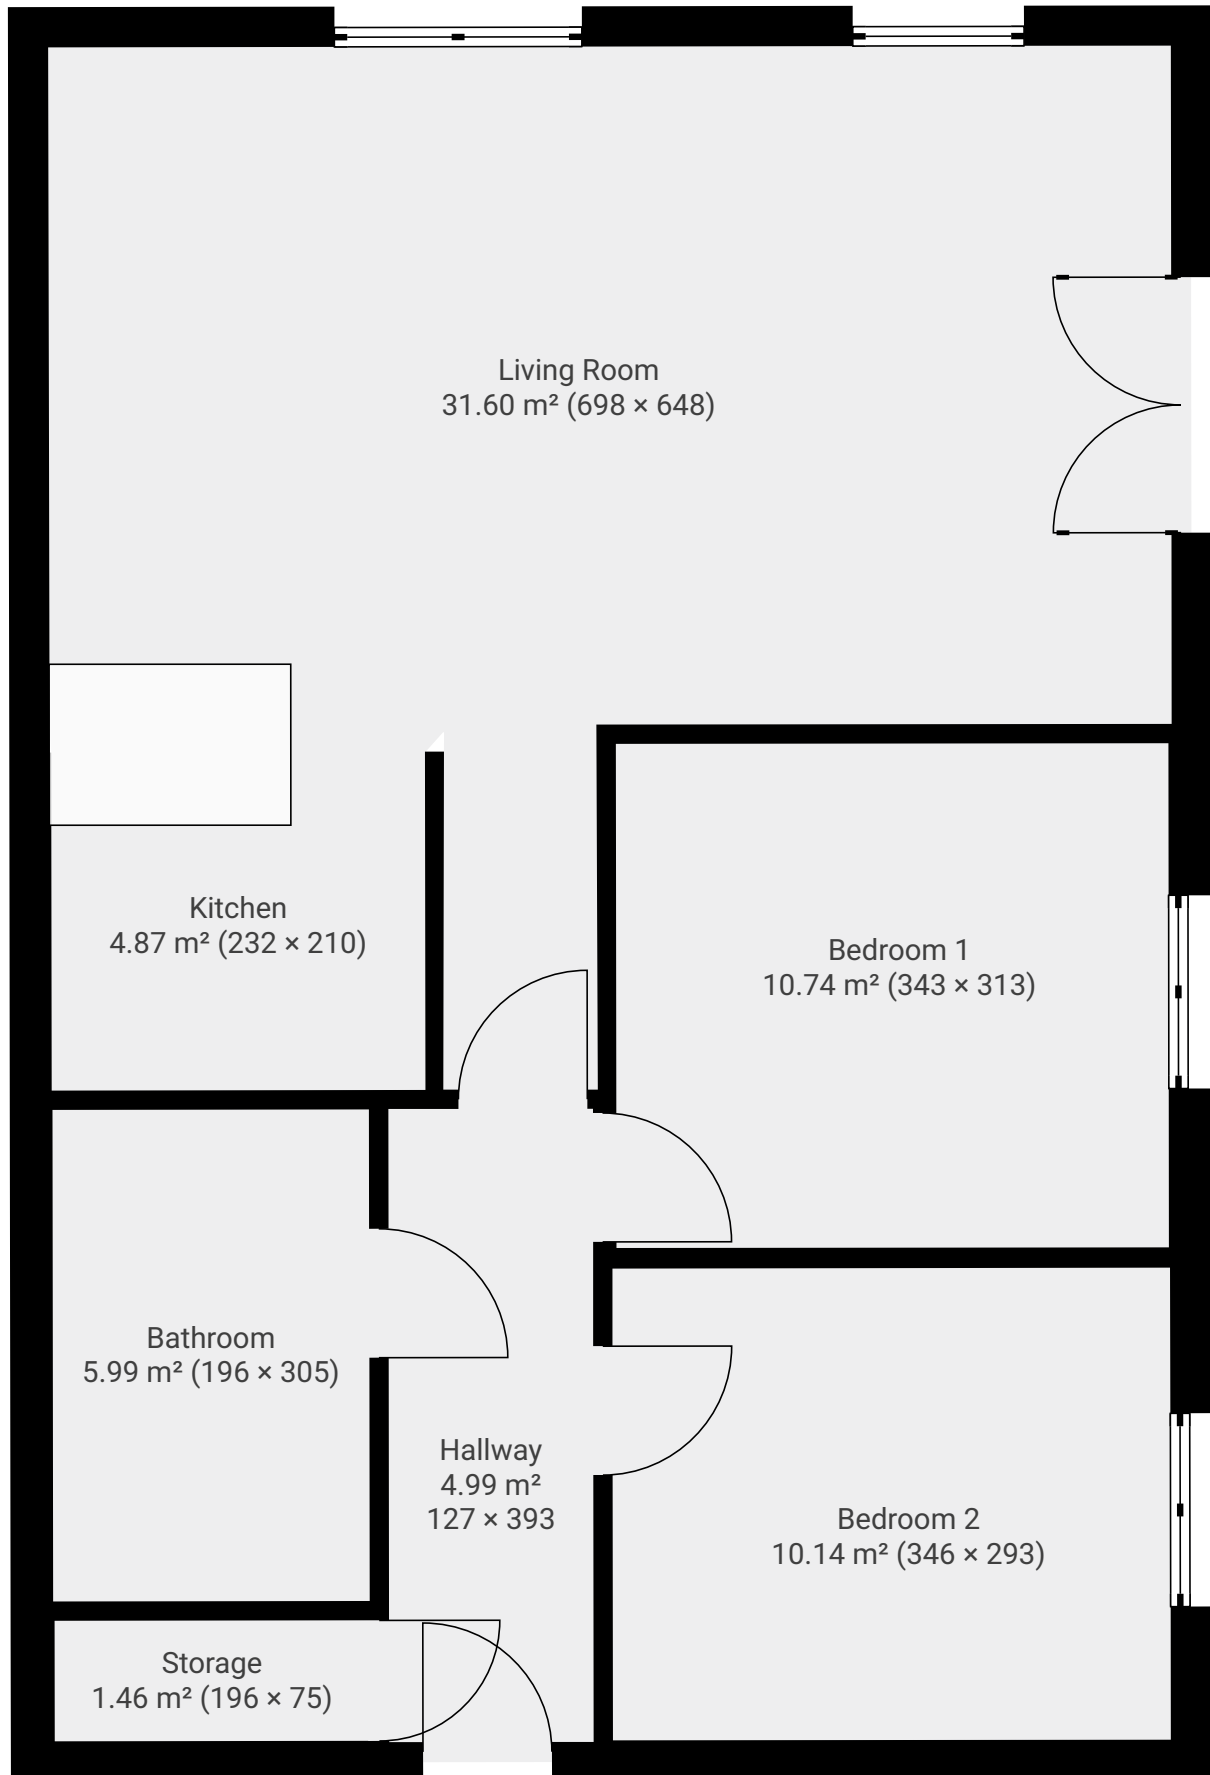 Living Room
31.60 m² (698 × 648)
Kitchen
4.87 m² (232 × 210)
Bedroom 1
10.74 m² (343 × 313)
Bathroom
5.99 m² (196 × 305)
Hallway
4.99 m²
127 × 393
Bedroom 2
10.14 m² (346 × 293)
Storage
1.46 m² (196 × 75)